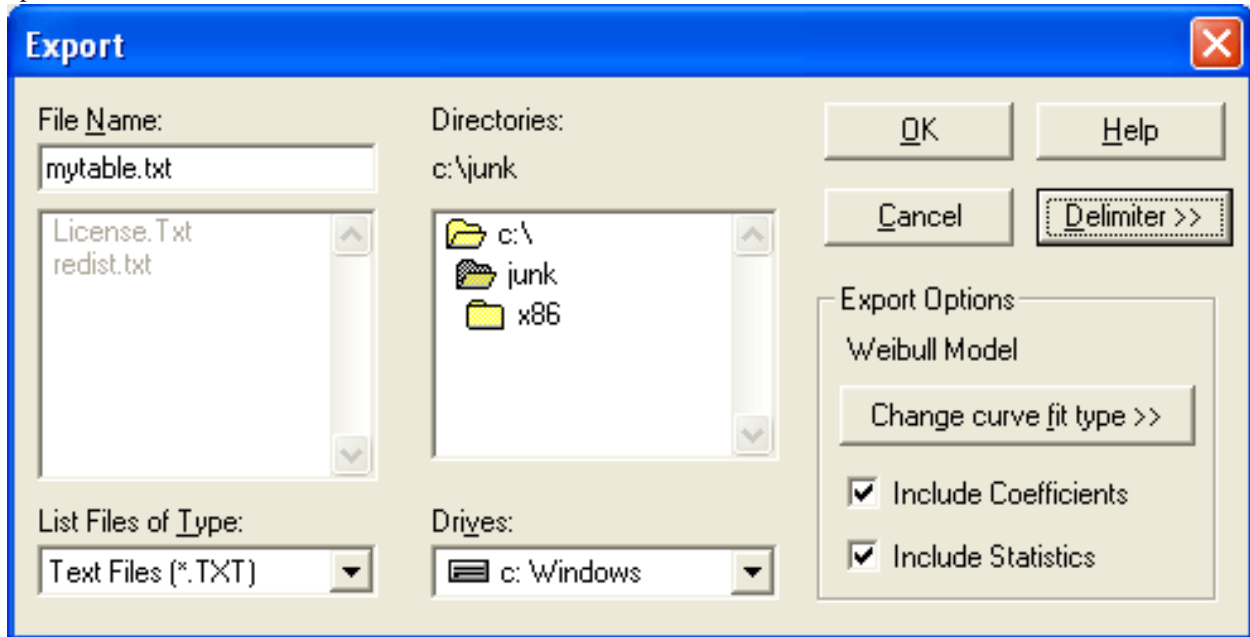 Export
File Name:
mytable.txt
License.Txt
redist.txt
List Files of Type:
Text Files (*.TXT)
Directories:
c:\junk
c:\
junk
x86
Drives:
c: Windows
OK
Help
Cancel
Delimiter >>
Export Options
Weibull Model
Change curve fit type >>
Include Coefficients
Include Statistics